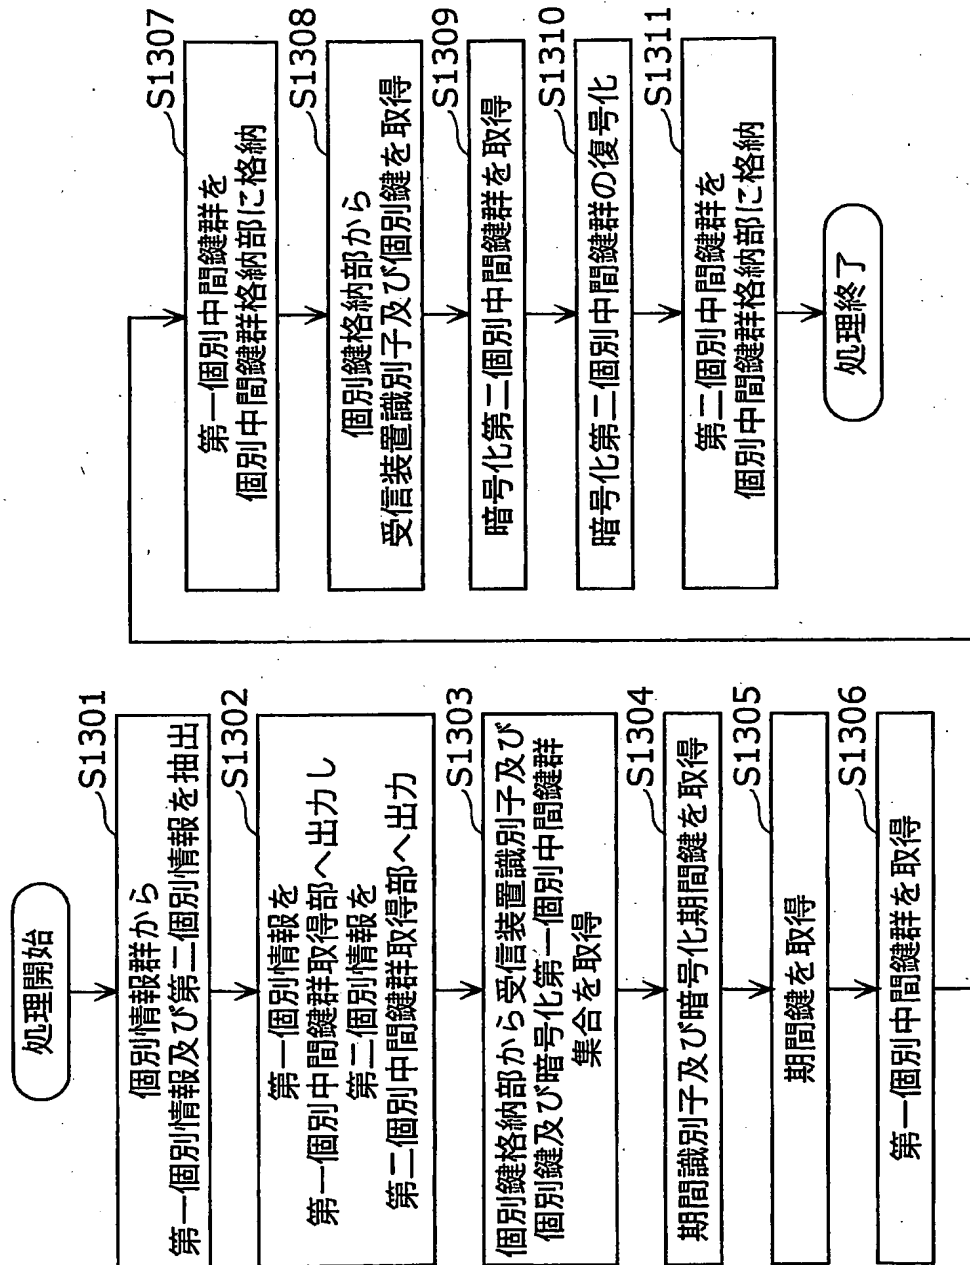 処理開始
S1301
個別情報群から
第一個別情報及び第二個別情報を抽出
S1302
第一個別情報を
第一個別中間鍵群取得部へ出力し
第二個別情報を
第二個別中間鍵群取得部へ出力
S1303
個別鍵格納部から受信装置識別子及び
個別鍵及び暗号化第一個別中間鍵群
集合を取得
S1304
期間識別子及び暗号化期間鍵を取得
S1305
期間鍵を取得
S1306
第一個別中間鍵群を取得
S1307
第一個別中間鍵群を
個別中間鍵群格納部に格納
S1308
個別鍵格納部から
受信装置識別子及び個別鍵を取得
S1309
暗号化第二個別中間鍵群を取得
S1310
暗号化第二個別中間鍵群の復号化
S1311
第二個別中間鍵群を
個別中間鍵群格納部に格納
処理終了